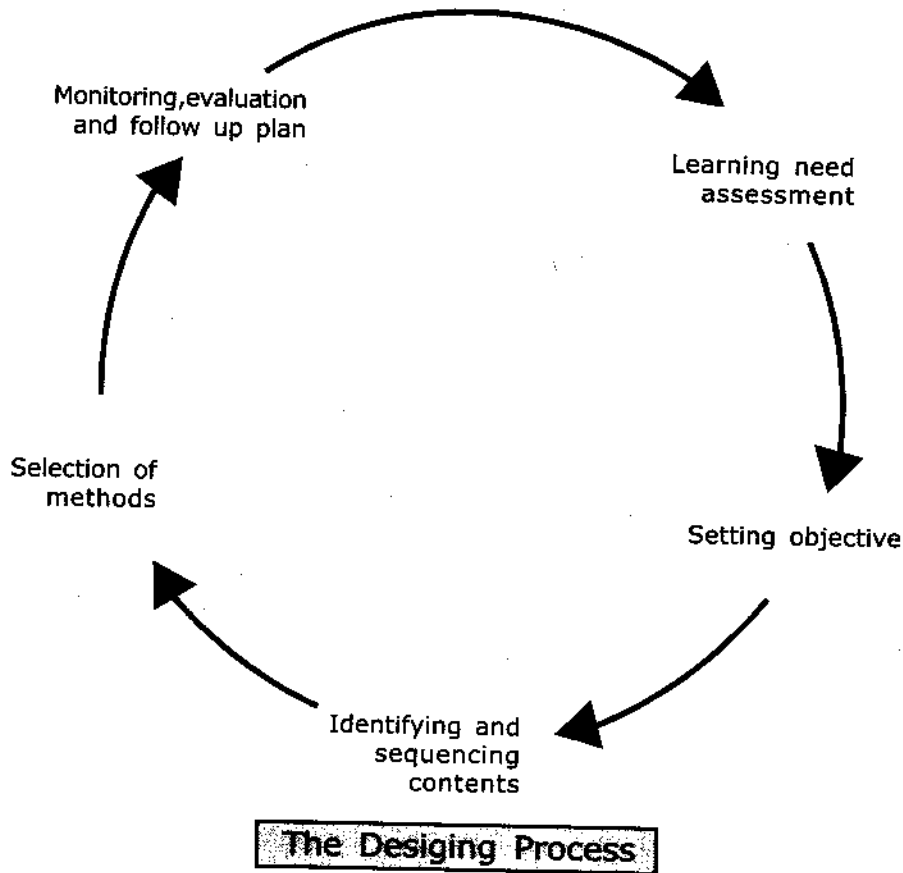 Monitoring,evaluation
and follow up plan
Learning need
assessment
Selection of
methods
Setting objective
Identifying and
sequencing
contents
The Desiging Process